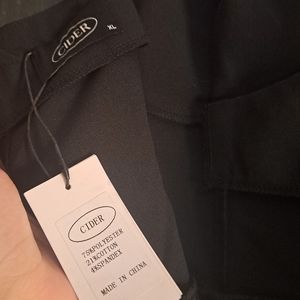 CIDER
XL
CIDER
75%POLYESTER
21%COTTON
4%SPANDEX
MADE IN CHINA